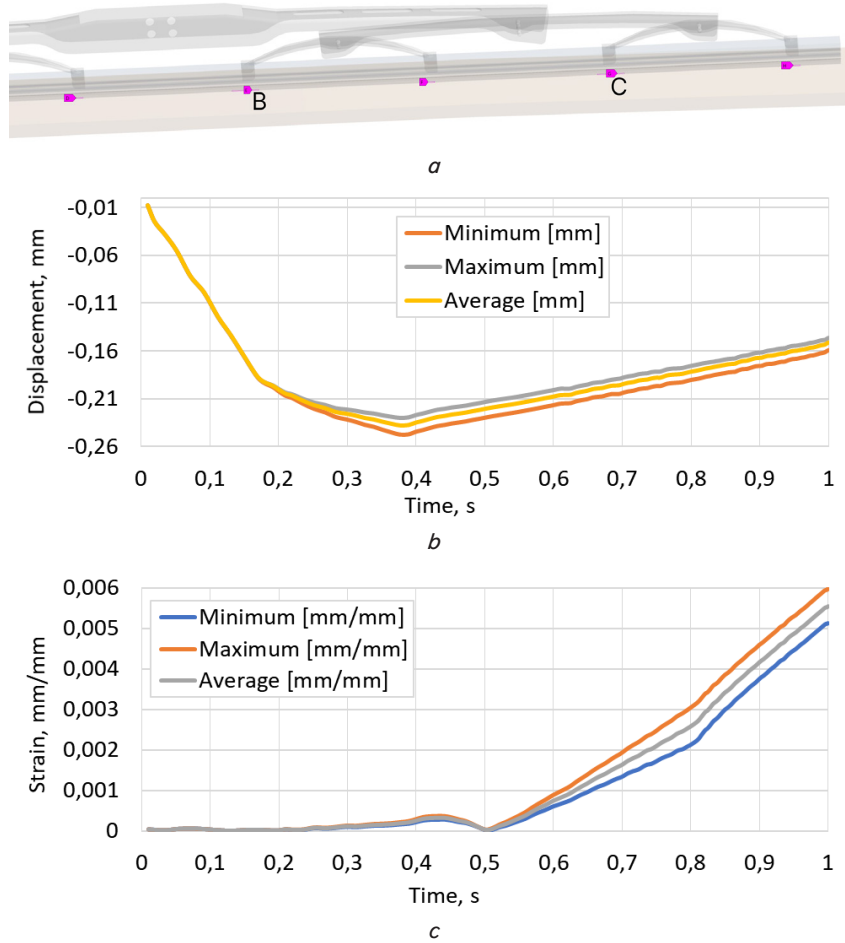 B
C
a
-0,01
-0,06
-0,11
-0,16
-0,21
-0,26
Displacement, mm
Minimum [mm]
Maximum [mm]
Average [mm]
0 0,1 0,2 0,3 0,4 0,5 0,6 0,7 0,8 0,9 1
Time, s
b
0,006
0,005
0,004
0,003
0,002
0,001
0
Strain, mm/mm
Minimum [mm/mm]
Maximum [mm/mm]
Average [mm/mm]
0 0,1 0,2 0,3 0,4 0,5 0,6 0,7 0,8 0,9 1
Time, s
c